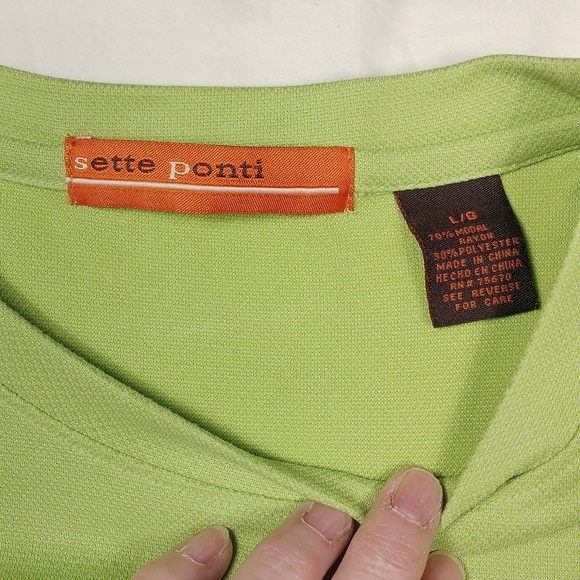 sette ponti
L/G
70% MODAL
RAYON
30% POLYESTER
MADE IN CHINA
HECHO EN CHINA
RN# 75670
SEE REVERSE
FOR CARE